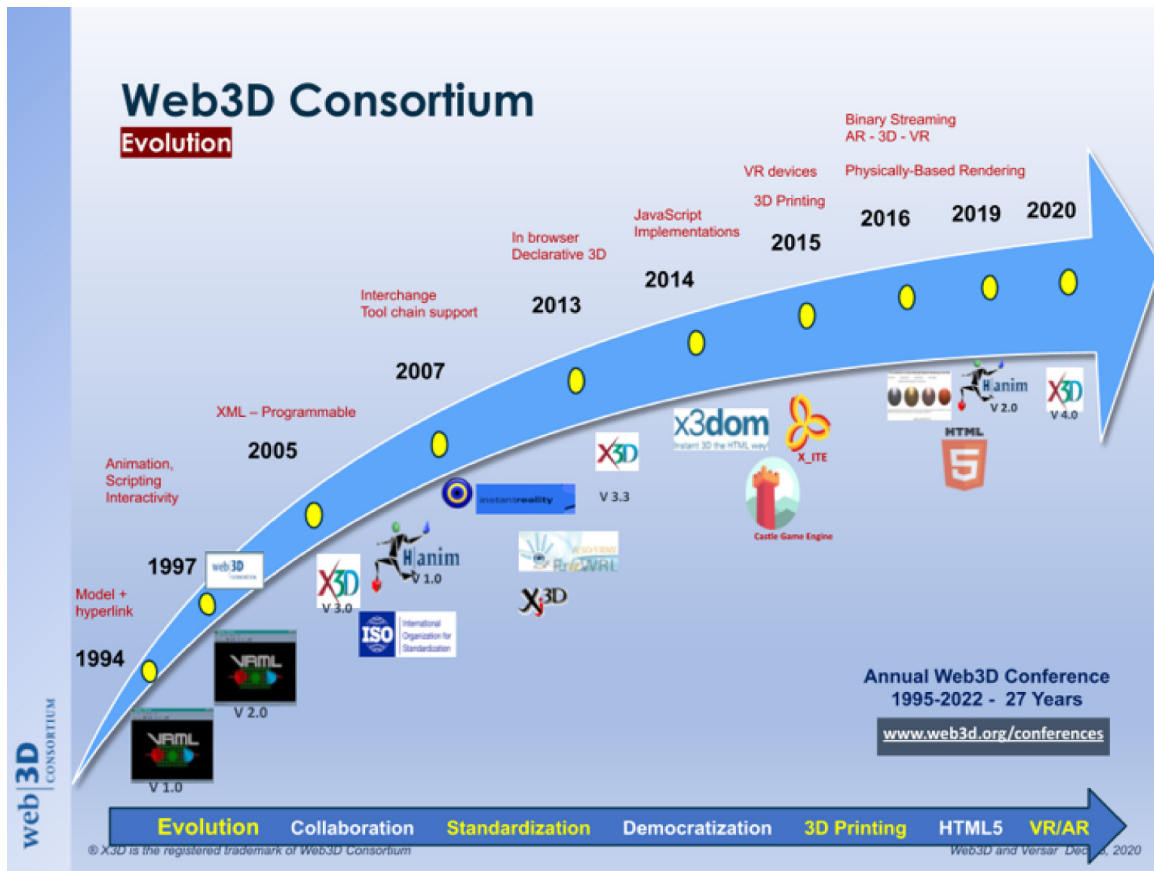 Web3D Consortium
Evolution
Binary Streaming
AR - 3D - VR
VR devices
Physically-Based Rendering
3D Printing
JavaScript
Implementations
2015
2016
2019
2020
In browser
Declarative 3D
2014
Interchange
Tool chain support
2013
2007
XML – Programmable
2005
Animation,
Scripting
Interactivity
1997
Model +
hyperlink
1994
web|3D
CONSORTIUM
VRML
V 1.0
VRML
V 2.0
X3D
V 3.0
H|anim
V 1.0
ISO
International
Organization for
Standardization
instantreality
X3D
V 3.3
Xj3D
x3dom
Instant 3D the HTML way!
X_ITE
Castle Game Engine
HTML
5
H|anim
V 2.0
X3D
V 4.0
Annual Web3D Conference
1995-2022 - 27 Years
www.web3d.org/conferences
web|3D
CONSORTIUM
Evolution Collaboration Standardization Democratization 3D Printing HTML5 VR/AR
® X3D is the registered trademark of Web3D Consortium
Web3D and Versar
2020